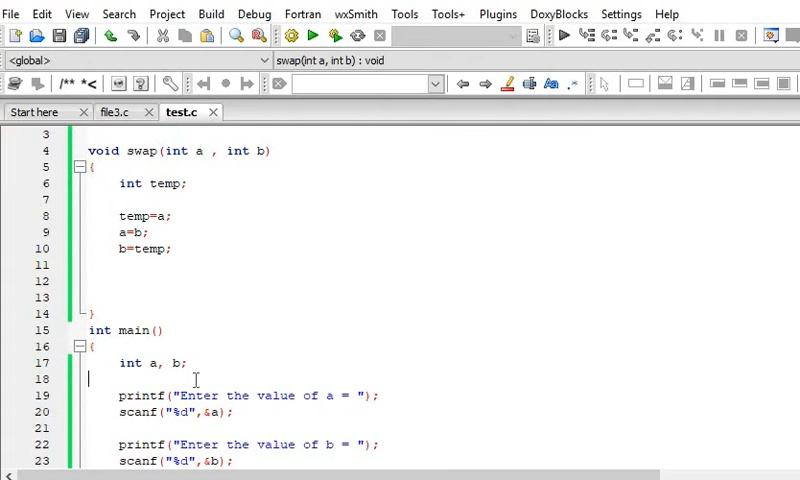 File Edit View Search Project Build Debug Fortran wxSmith Tools Tools+ Plugins DoxyBlocks Settings Help
<global> swap(int a, int b) : void
/** *<
Start here file3.c test.c
3
4 void swap(int a , int b)
5 {
6 int temp;
7
8 temp=a;
9 a=b;
10 b=temp;
11
12
13
14 }
15 int main()
16 {
17 int a, b;
18
19 printf("Enter the value of a = ");
20 scanf("%d",&a);
21
22 printf("Enter the value of b = ");
23 scanf("%d",&b);